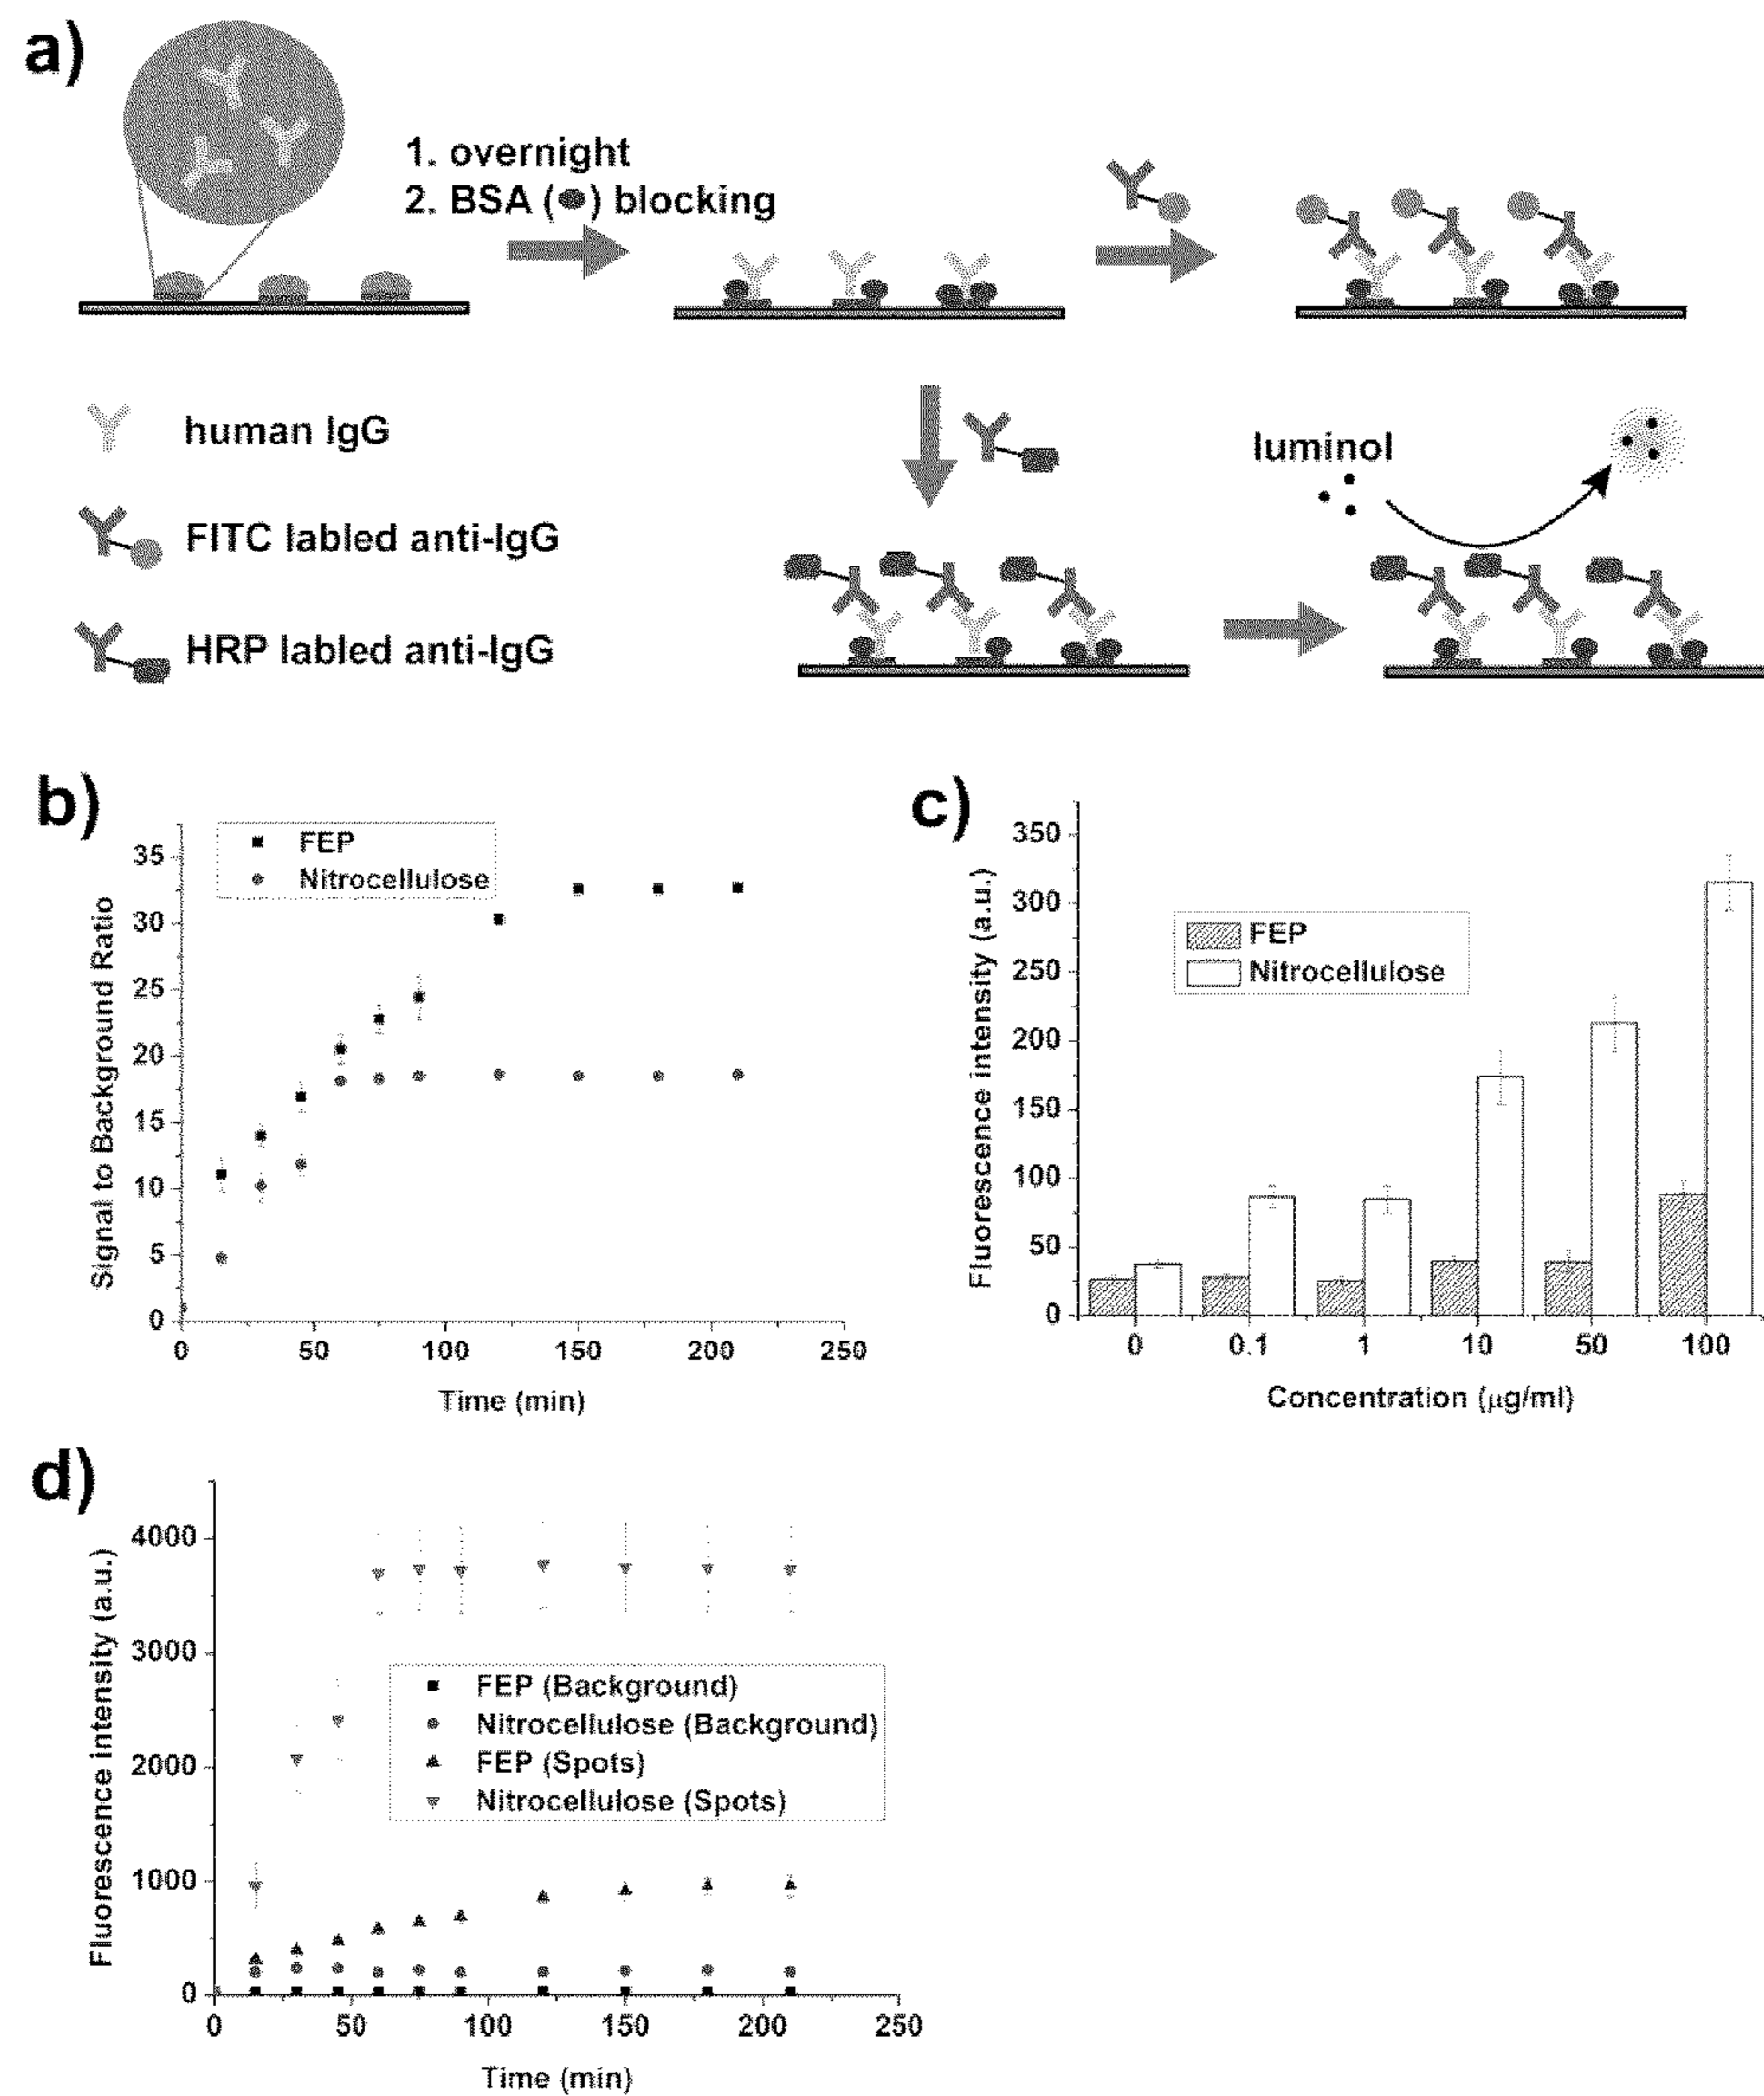 a)
1. overnight
2. BSA (●) blocking
human IgG
FITC labled anti-IgG
HRP labled anti-IgG
luminol
b)
FEP
Nitrocellulose
35
30
25
20
15
10
5
0
Signal to Background Ratio
0 50 100 150 200 250
Time (min)
c)
FEP
Nitrocellulose
350
300
250
200
150
100
50
0
Fluorescence intensity (a.u.)
0 0.1 1 10 50 100
Concentration (µg/ml)
d)
4000
3000
2000
1000
0
Fluorescence intensity (a.u.)
FEP (Background)
Nitrocellulose (Background)
FEP (Spots)
Nitrocellulose (Spots)
0 50 100 150 200 250
Time (min)